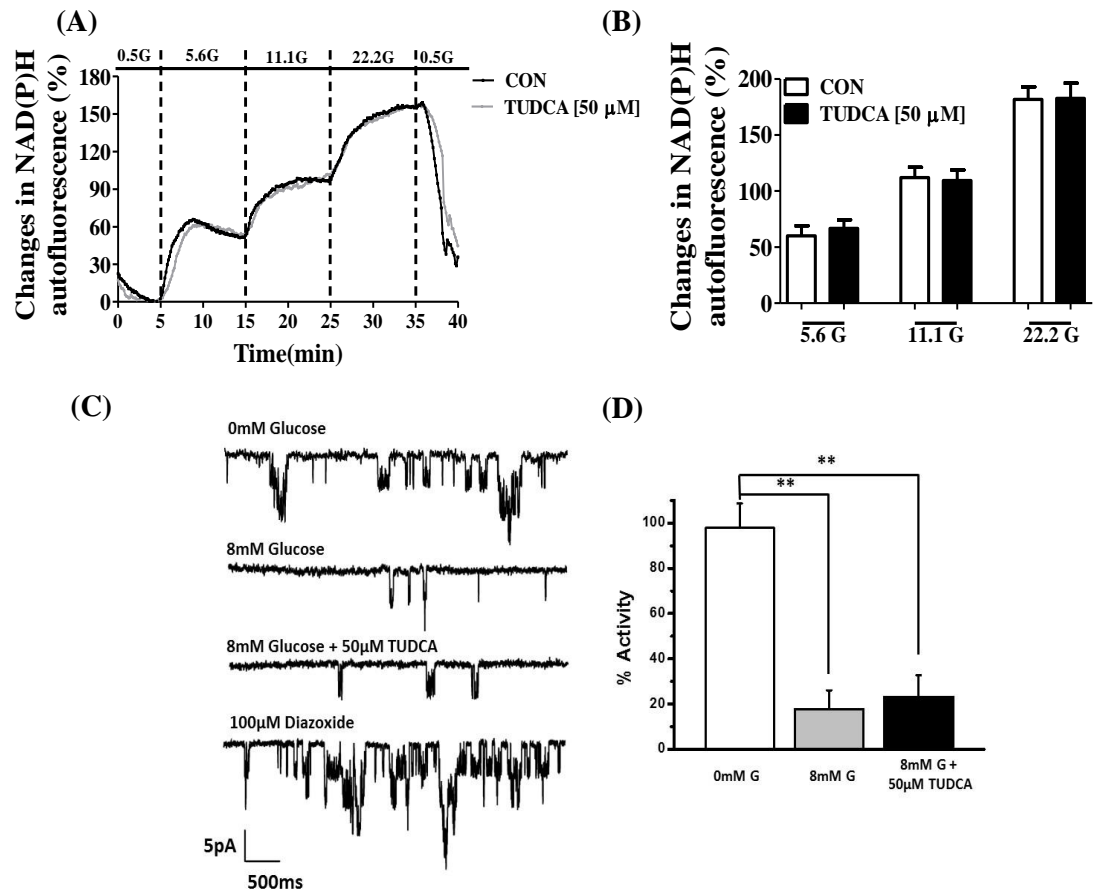 (A)
0.5G 5.6G 11.1G 22.2G 0.5G
Changes in NAD(P)H
autofluorescence (%)
180
150
120
90
60
30
0
0 5 10 15 20 25 30 35 40
Time(min)
CON
TUDCA [50 μM]
(B)
Changes in NAD(P)H
autofluorescence (%)
200
150
100
50
0
CON
TUDCA [50 μM]
5.6 G 11.1 G 22.2 G
(C)
0mM Glucose
8mM Glucose
8mM Glucose + 50μM TUDCA
100μM Diazoxide
5pA
500ms
(D)
**
**
% Activity
100
80
60
40
20
0
0mM G 8mM G 8mM G +
50μM TUDCA